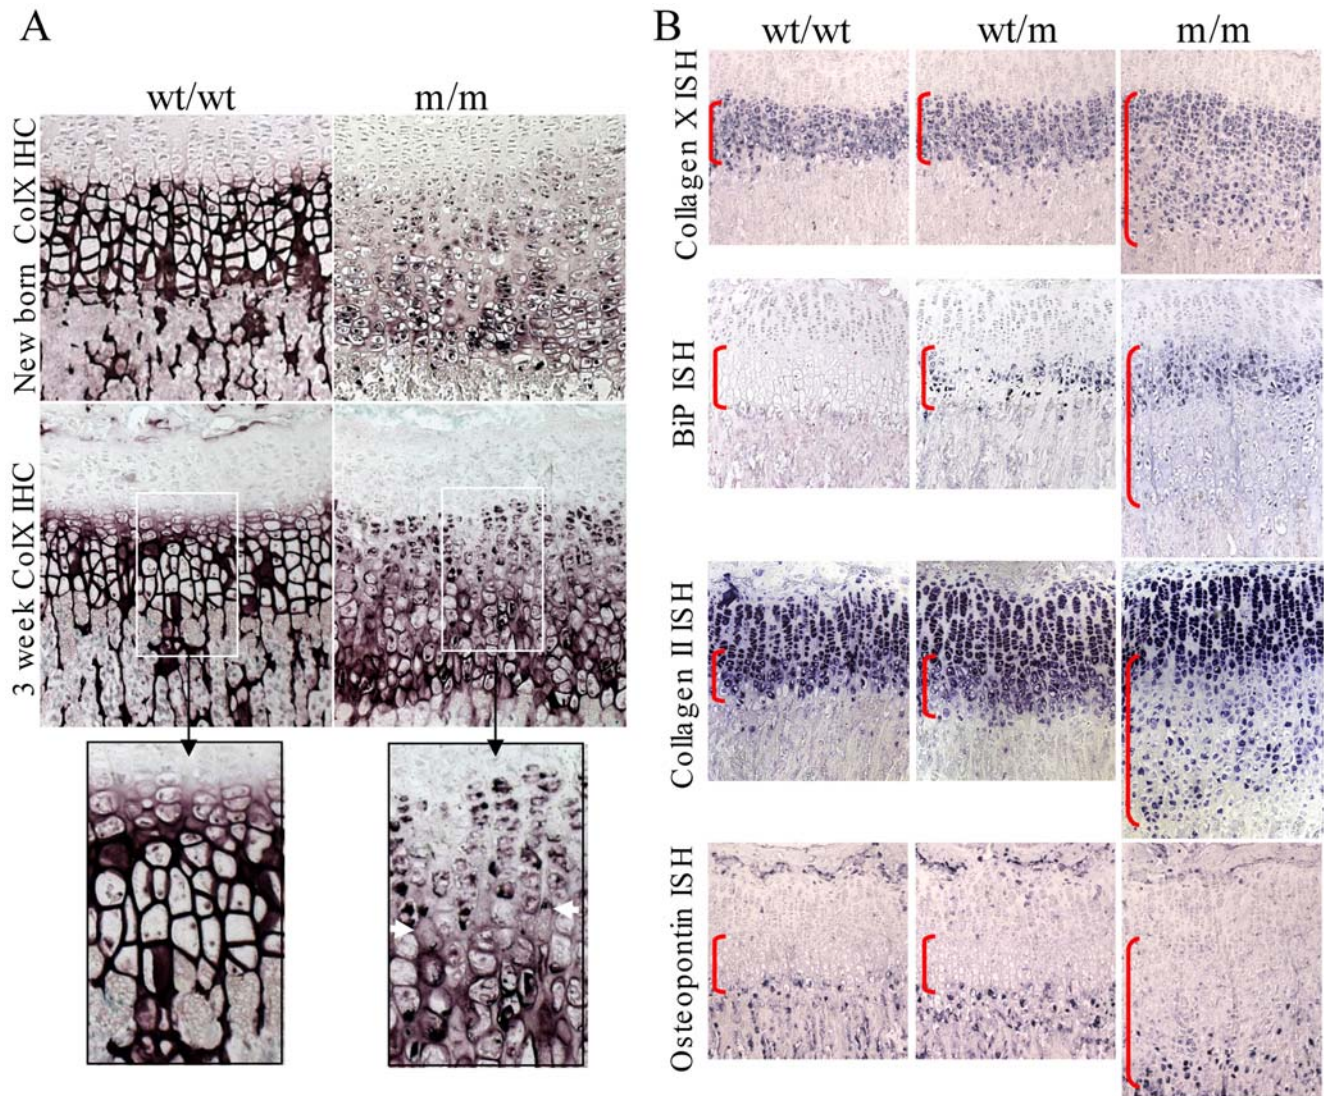 A
wt/wt
m/m
New born ColX IHC
3 week ColX IHC
B
wt/wt
wt/m
m/m
Collagen X ISH
BiP ISH
Collagen II ISH
Osteopontin ISH